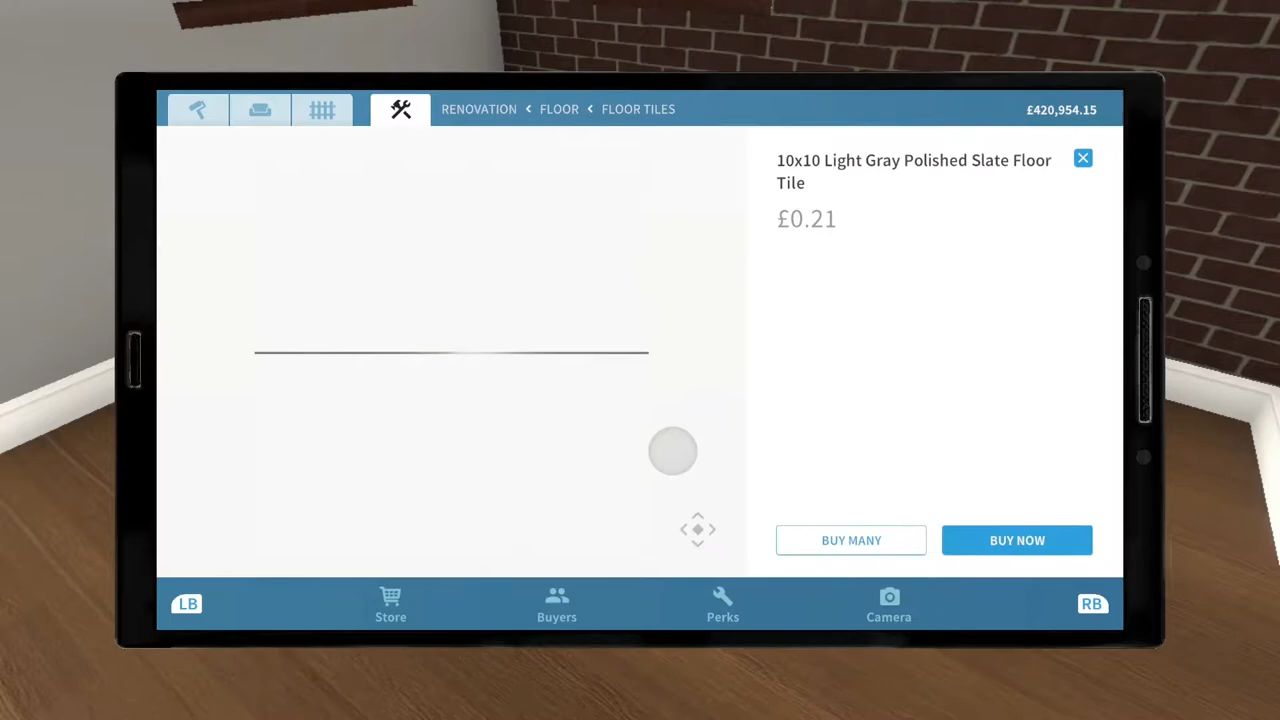 RENOVATION < FLOOR < FLOOR TILES
£420,954.15
10x10 Light Gray Polished Slate Floor
Tile
£0.21
BUY MANY
BUY NOW
LB
Store
Buyers
Perks
Camera
RB